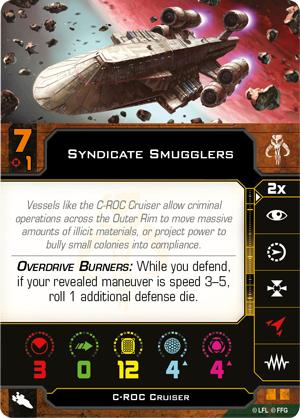 7
1
Syndicate Smugglers
2x
Vessels like the C-ROC Cruiser allow criminal
operations across the Outer Rim to move massive
amounts of illicit materials, or project power to
bully small colonies into compliance.
Overdrive Burners: While you defend,
if your revealed maneuver is speed 3–5,
roll 1 additional defense die.
3 0 12 4 4
C-ROC Cruiser
© LFL © FFG